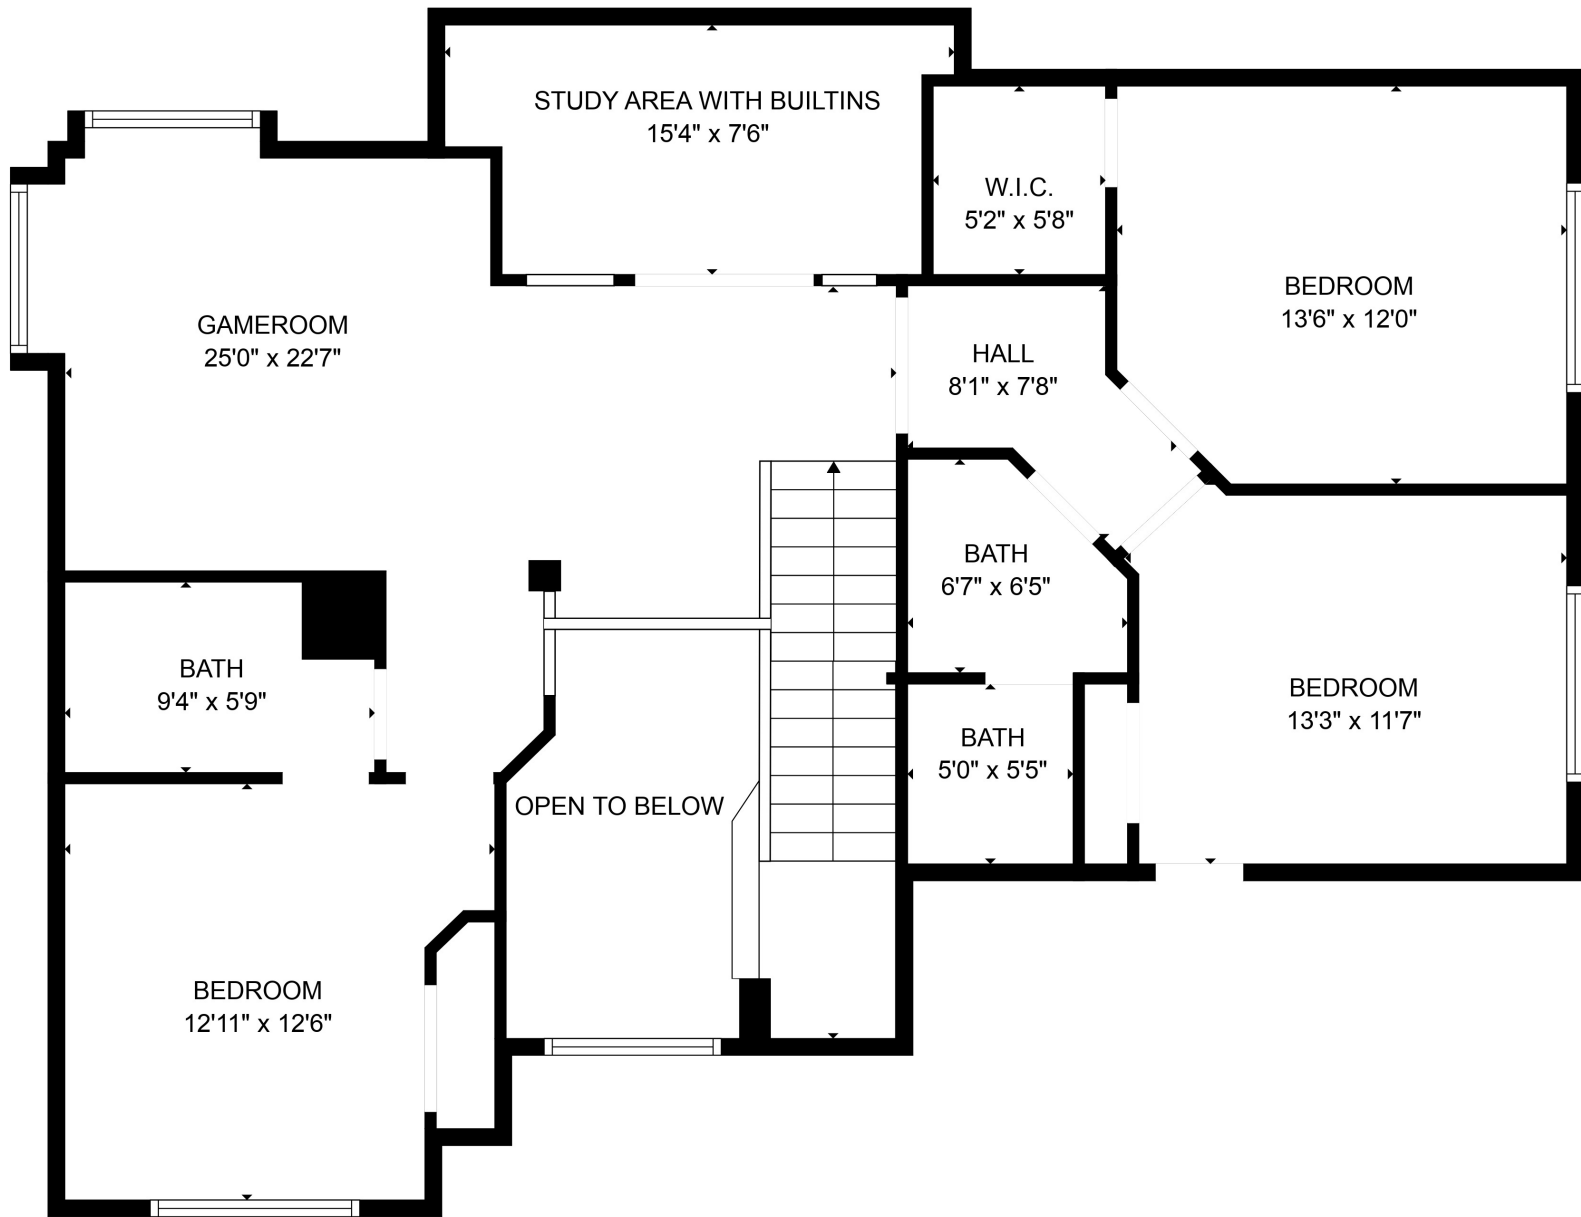 STUDY AREA WITH BUILTINS
15'4" x 7'6"
W.I.C.
5'2" x 5'8"
BEDROOM
13'6" x 12'0"
GAMEROOM
25'0" x 22'7"
HALL
8'1" x 7'8"
BATH
6'7" x 6'5"
BATH
9'4" x 5'9"
BEDROOM
13'3" x 11'7"
BATH
5'0" x 5'5"
OPEN TO BELOW
BEDROOM
12'11" x 12'6"